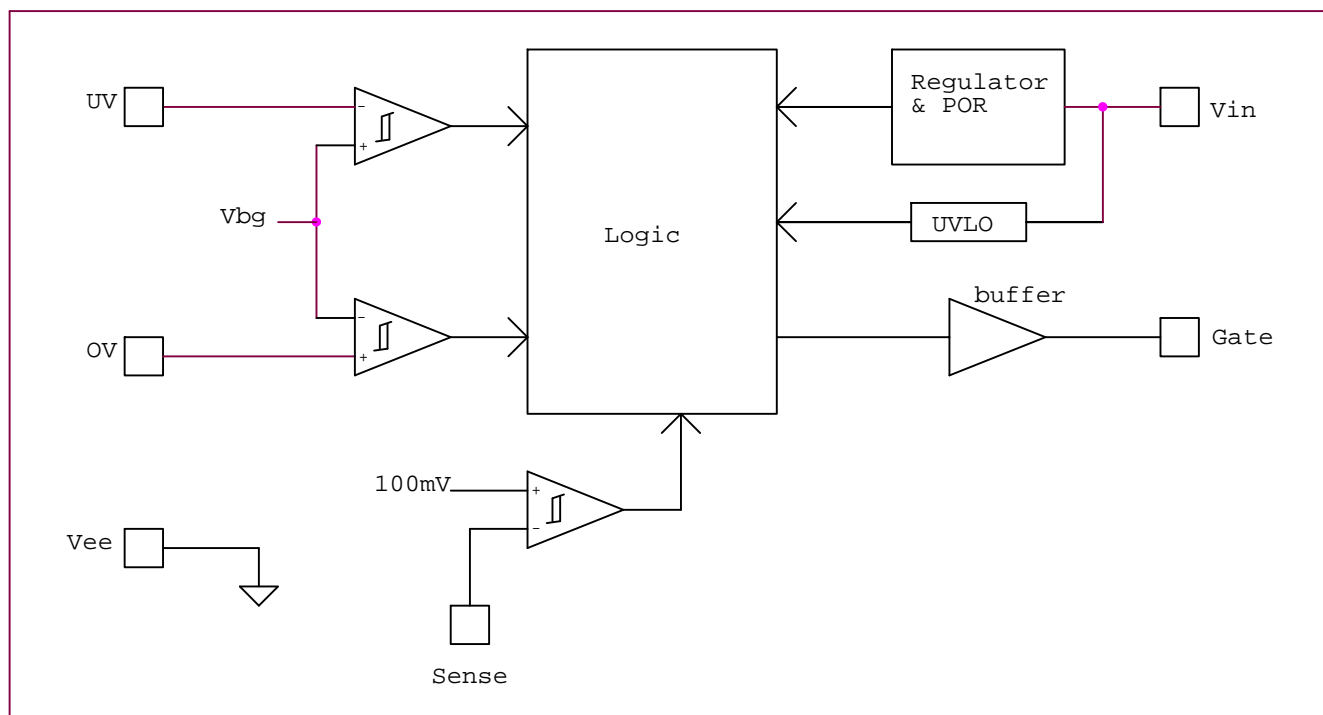 UV
Vbg
OV
Vee
100mV
Sense
Logic
Regulator
& POR
UVLO
buffer
Vin
Gate
-
+
-
+
+
-